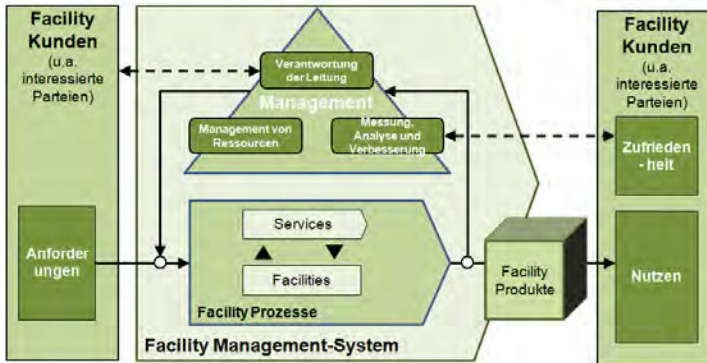 Facility
Kunden
(u.a.
interessierte
Parteien)
Anforder
ungen
Verantwortung
der Leitung
Management
Management von
Ressourcen
Messung,
Analyse und
Verbesserung
Services
Facilities
Facility Prozesse
Facility Management-System
Facility
Produkte
Facility
Kunden
(u.a.
interessierte
Parteien)
Zufrieden
- heit
Nutzen